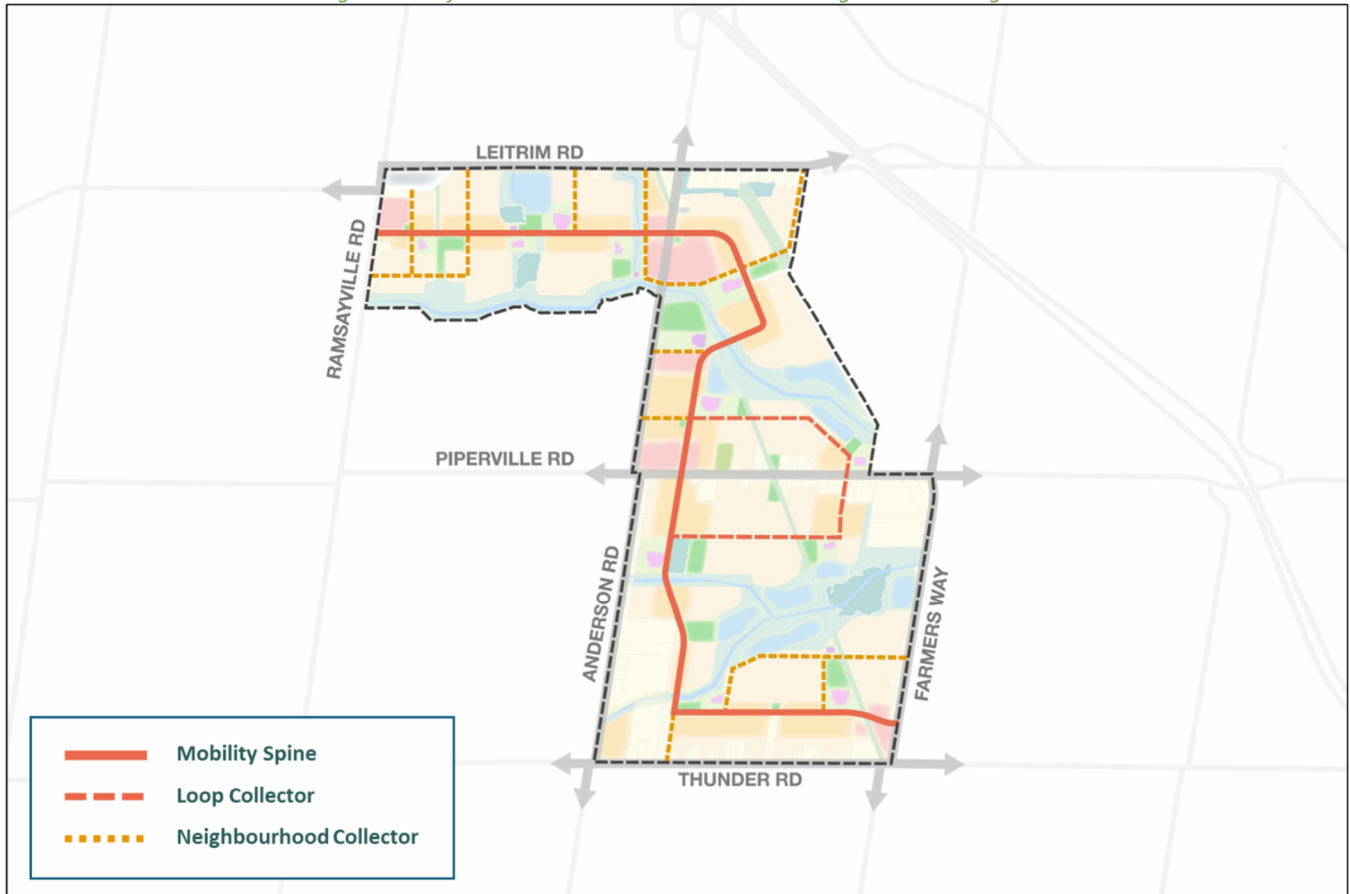 LEITRIM RD
RAMSAYVILLE RD
PIPERVILLE RD
ANDERSON RD
FARMERS WAY
THUNDER RD
Mobility Spine
Loop Collector
Neighbourhood Collector